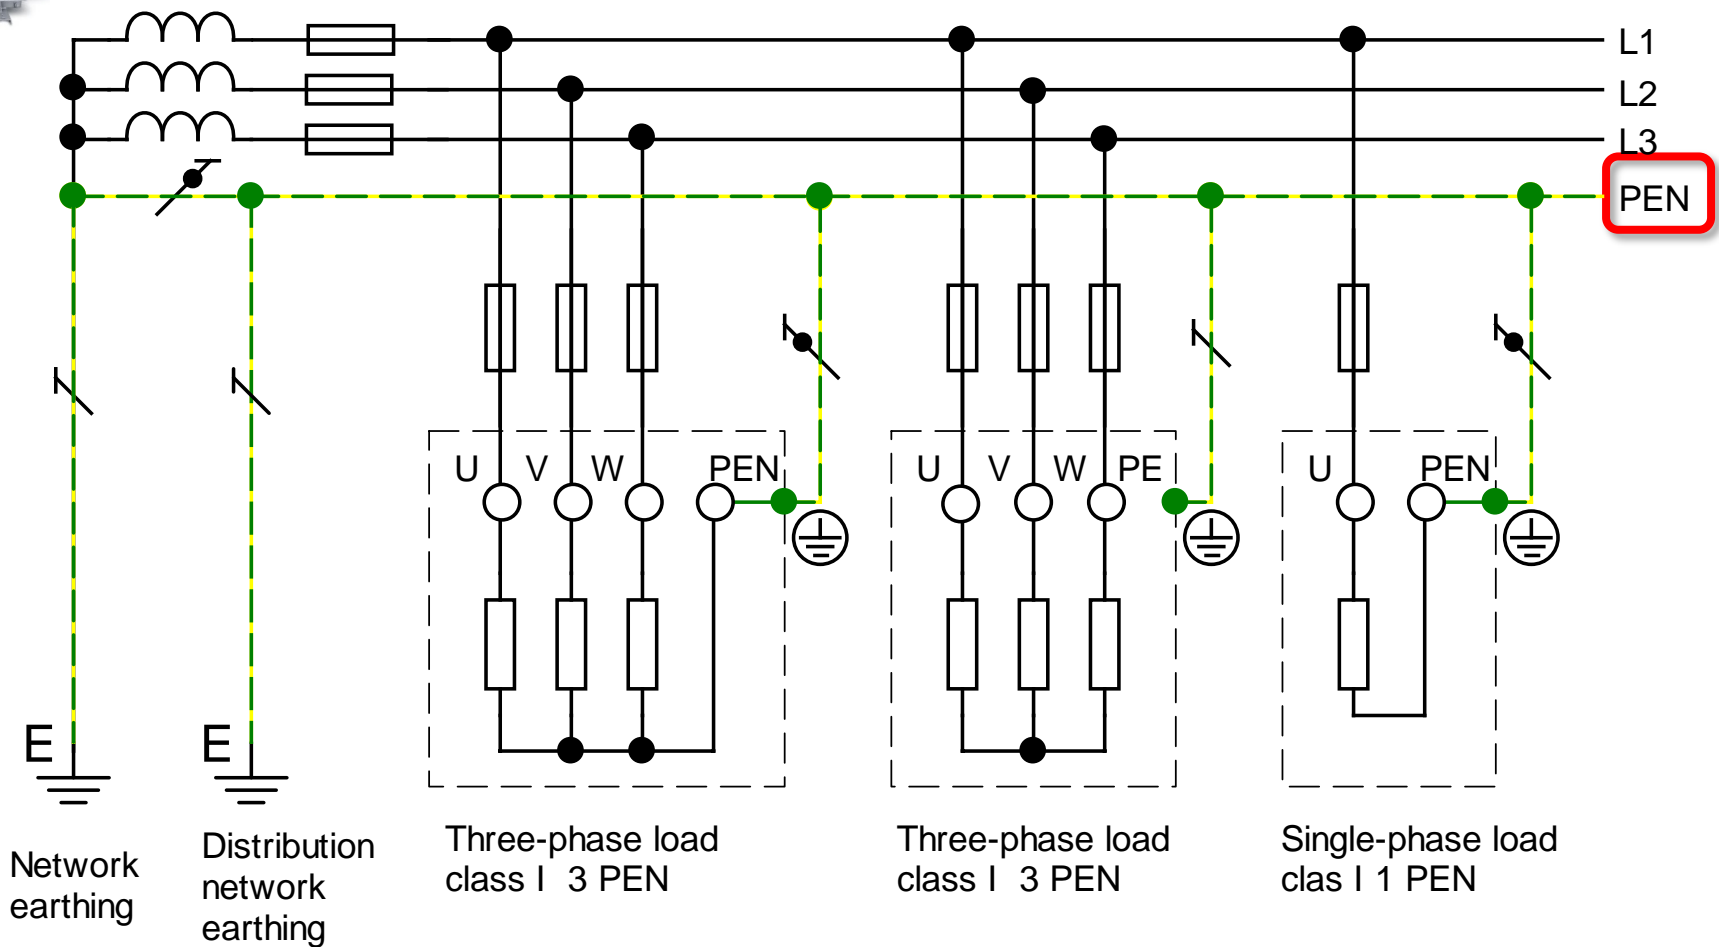 L1
L2
L3
PEN
U V W PEN
U V W PE
U PEN
E
E
Network
earthing
Distribution
network
earthing
Three-phase load
class I 3 PEN
Three-phase load
class I 3 PEN
Single-phase load
clas I 1 PEN